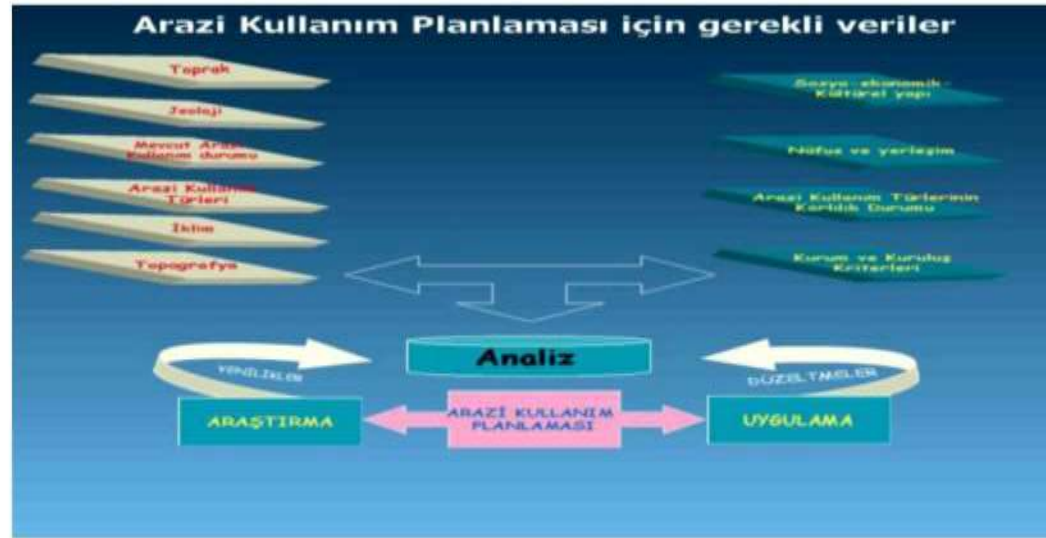 Arazi Kullanım Planlaması için gerekli veriler
Toprak
Jeoloji
Mevcut Arazi
Kullanım durumu
Arazi Kullanım
Türleri
İklim
Topografya
Sosyo-ekonomik-
Kültürel yapı
Nüfus ve yerleşim
Arazi Kullanım Türlerinin
Karlılık Durumu
Kurum ve Kuruluş
Kriterleri
Analiz
YENİLİKLER
DÜZELTMELER
ARAŞTIRMA
ARAZİ KULLANIM
PLANLAMASI
UYGULAMA